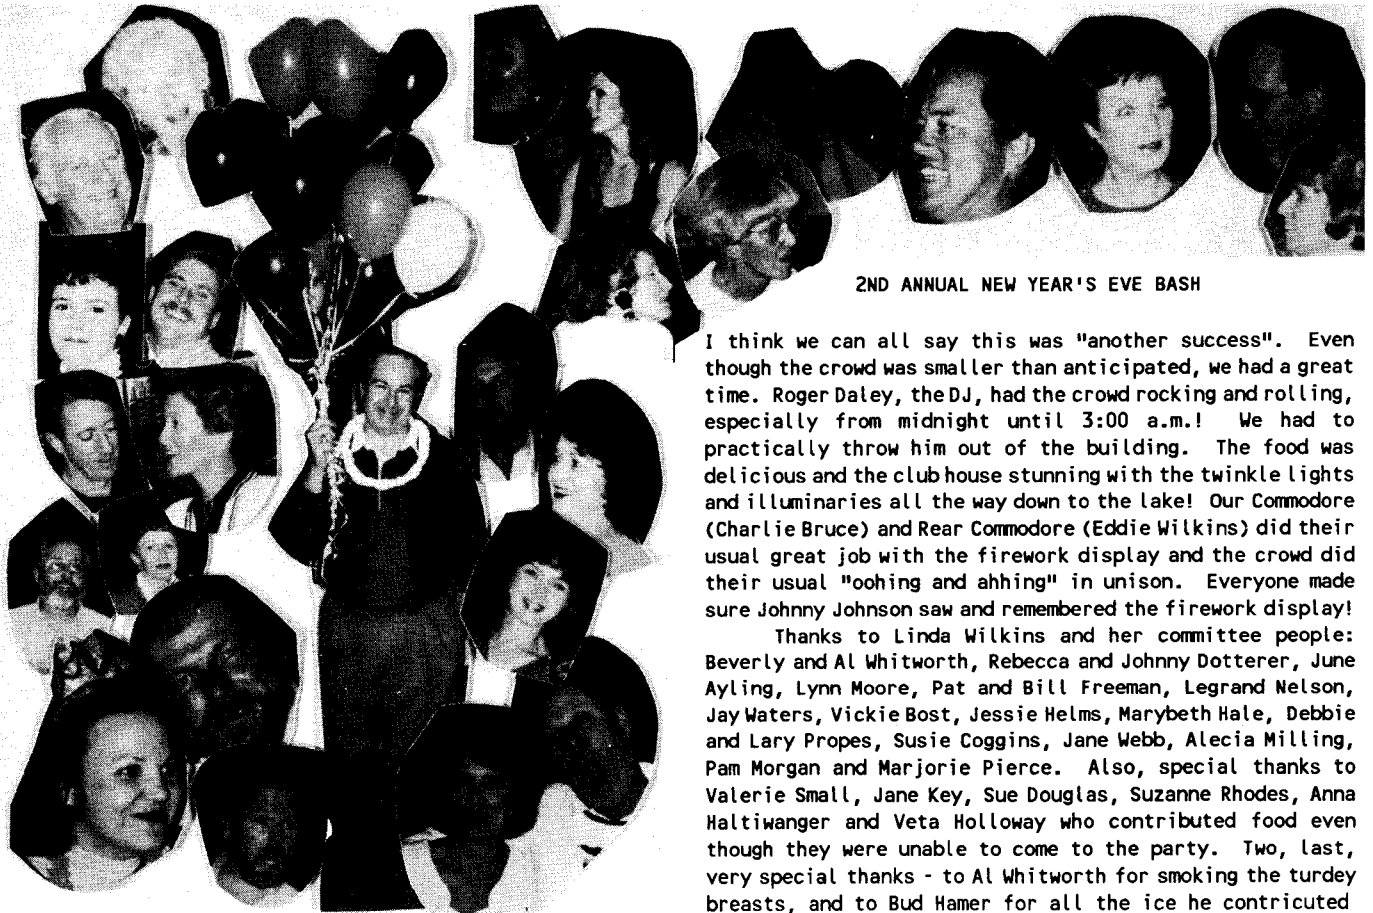 2ND ANNUAL NEW YEAR'S EVE BASH
I think we can all say this was "another success". Even
though the crowd was smaller than anticipated, we had a great
time. Roger Daley, the DJ, had the crowd rocking and rolling,
especially from midnight until 3:00 a.m.! We had to
practically throw him out of the building. The food was
delicious and the club house stunning with the twinkle lights
and illuminaries all the way down to the lake! Our Commodore
(Charlie Bruce) and Rear Commodore (Eddie Wilkins) did their
usual great job with the firework display and the crowd did
their usual "oohing and ahhing" in unison. Everyone made
sure Johnny Johnson saw and remembered the firework display!
Thanks to Linda Wilkins and her committee people:
Beverly and Al Whitworth, Rebecca and Johnny Dotterer, June
Ayling, Lynn Moore, Pat and Bill Freeman, Legrand Nelson,
Jay Waters, Vickie Bost, Jessie Helms, Marybeth Hale, Debbie
and Lary Propes, Susie Coggins, Jane Webb, Alecia Milling,
Pam Morgan and Marjorie Pierce. Also, special thanks to
Valerie Small, Jane Key, Sue Douglas, Suzanne Rhodes, Anna
Haltiwanger and Veta Holloway who contributed food even
though they were unable to come to the party. Two, last,
very special thanks - to Al Whitworth for smoking the turdey
breasts, and to Bud Hamer for all the ice he contricuted